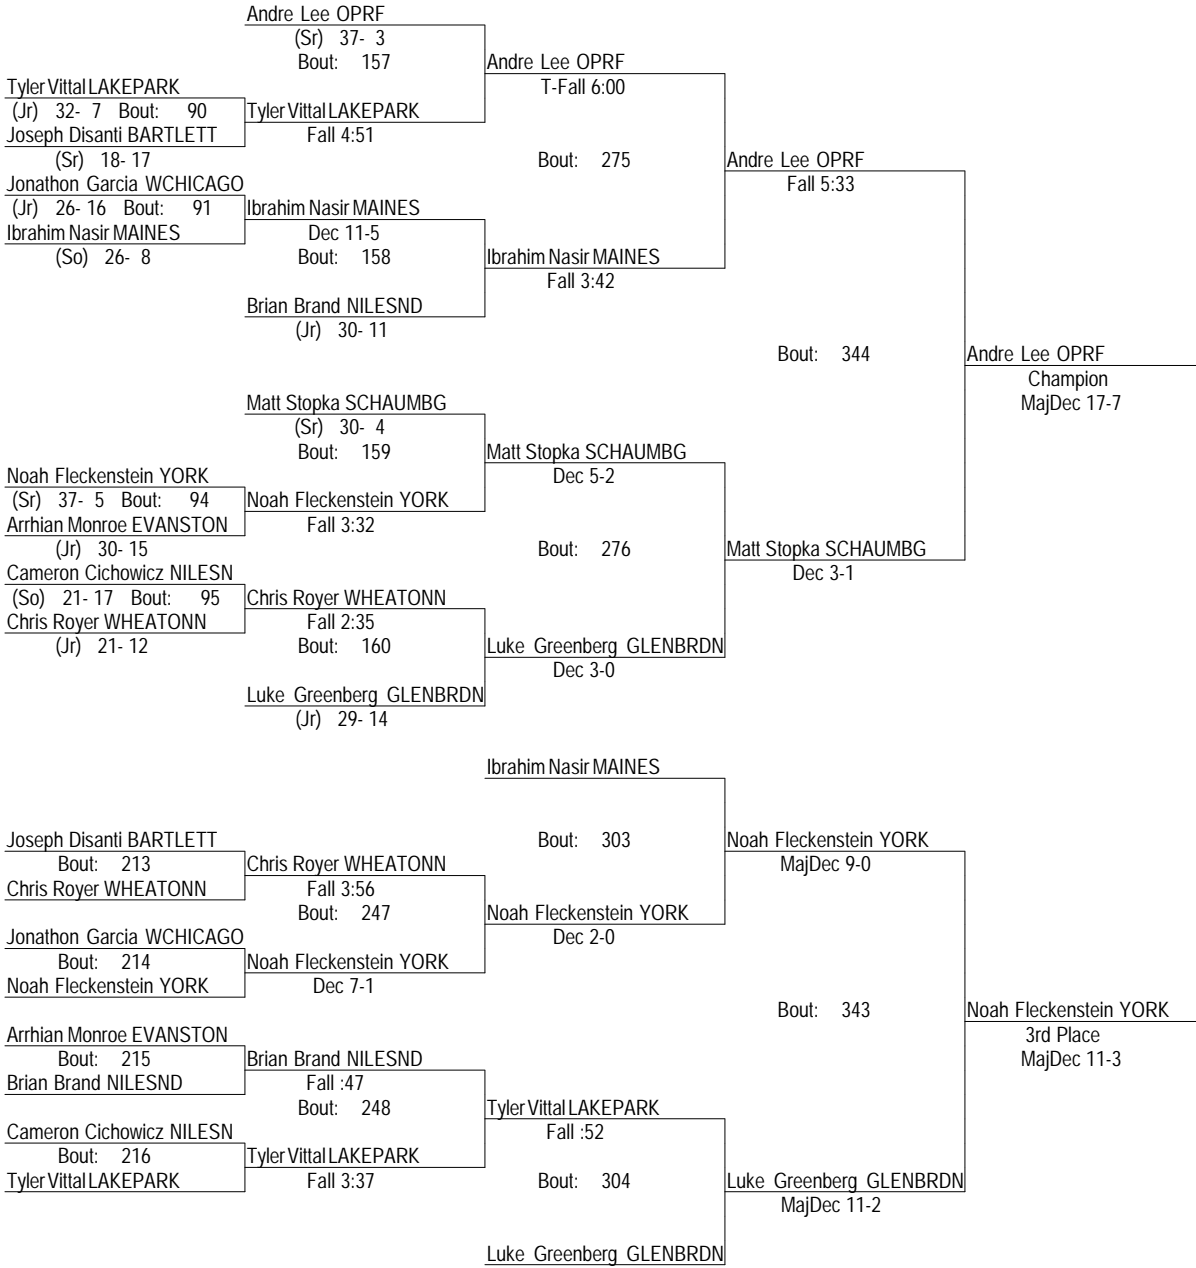 Andre Lee OPRF
(Sr) 37- 3
Bout: 157
Andre Lee OPRF
T-Fall 6:00
Tyler Vittal LAKEPARK
(Jr) 32- 7 Bout: 90
Tyler Vittal LAKEPARK
Fall 4:51
Joseph Disanti BARTLETT
(Sr) 18- 17
Bout: 275
Andre Lee OPRF
Fall 5:33
Jonathon Garcia WCHICAGO
(Jr) 26- 16 Bout: 91
Ibrahim Nasir MAINES
Dec 11-5
Ibrahim Nasir MAINES
(So) 26- 8
Bout: 158
Ibrahim Nasir MAINES
Fall 3:42
Brian Brand NILESND
(Jr) 30- 11
Bout: 344
Andre Lee OPRF
Champion
MajDec 17-7
Matt Stopka SCHAUMBG
(Sr) 30- 4
Bout: 159
Matt Stopka SCHAUMBG
Dec 5-2
Noah Fleckenstein YORK
(Sr) 37- 5 Bout: 94
Noah Fleckenstein YORK
Fall 3:32
Arrhian Monroe EVANSTON
(Jr) 30- 15
Bout: 276
Matt Stopka SCHAUMBG
Dec 3-1
Cameron Cichowicz NILESN
(So) 21- 17 Bout: 95
Chris Royer WHEATONN
Fall 2:35
Chris Royer WHEATONN
(Jr) 21- 12
Bout: 160
Luke Greenberg GLENBRDN
Dec 3-0
Luke Greenberg GLENBRDN
(Jr) 29- 14
Ibrahim Nasir MAINES
Bout: 303
Noah Fleckenstein YORK
MajDec 9-0
Joseph Disanti BARTLETT
Bout: 213
Chris Royer WHEATONN
Fall 3:56
Chris Royer WHEATONN
Bout: 247
Noah Fleckenstein YORK
Dec 2-0
Jonathon Garcia WCHICAGO
Bout: 214
Noah Fleckenstein YORK
Dec 7-1
Noah Fleckenstein YORK
Bout: 343
Noah Fleckenstein YORK
3rd Place
MajDec 11-3
Arrhian Monroe EVANSTON
Bout: 215
Brian Brand NILESND
Fall :47
Brian Brand NILESND
Bout: 248
Tyler Vittal LAKEPARK
Fall :52
Cameron Cichowicz NILESN
Bout: 216
Tyler Vittal LAKEPARK
Fall 3:37
Tyler Vittal LAKEPARK
Bout: 304
Luke Greenberg GLENBRDN
MajDec 11-2
Luke Greenberg GLENBRDN